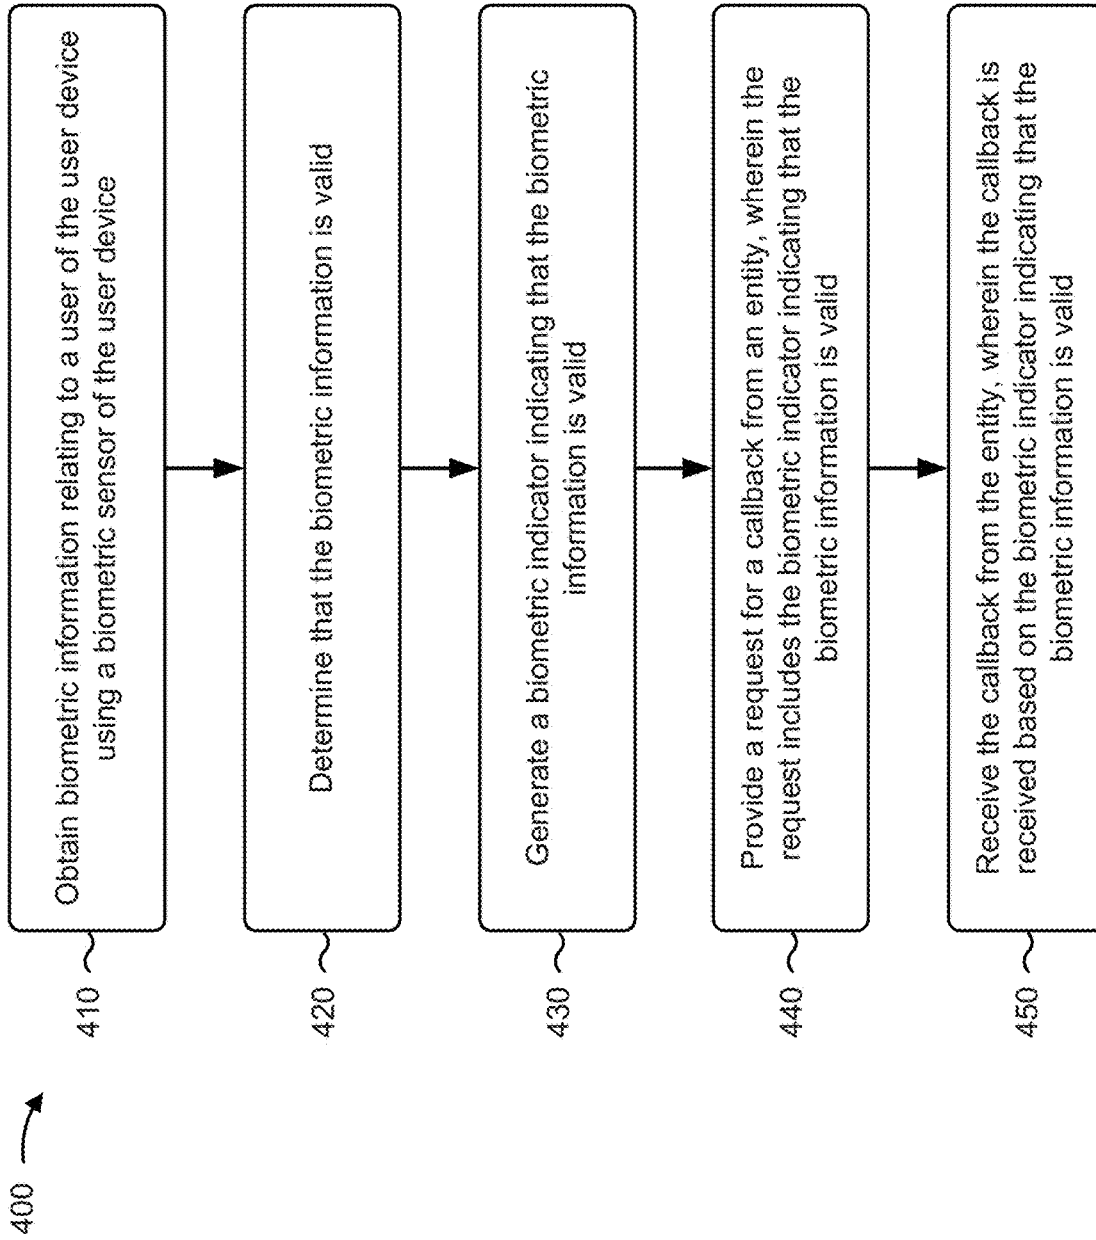 400
410
Obtain biometric information relating to a user of the user device
using a biometric sensor of the user device
420
Determine that the biometric information is valid
430
Generate a biometric indicator indicating that the biometric
information is valid
440
Provide a request for a callback from an entity, wherein the
request includes the biometric indicator indicating that the
biometric information is valid
450
Receive the callback from the entity, wherein the callback is
received based on the biometric indicator indicating that the
biometric information is valid